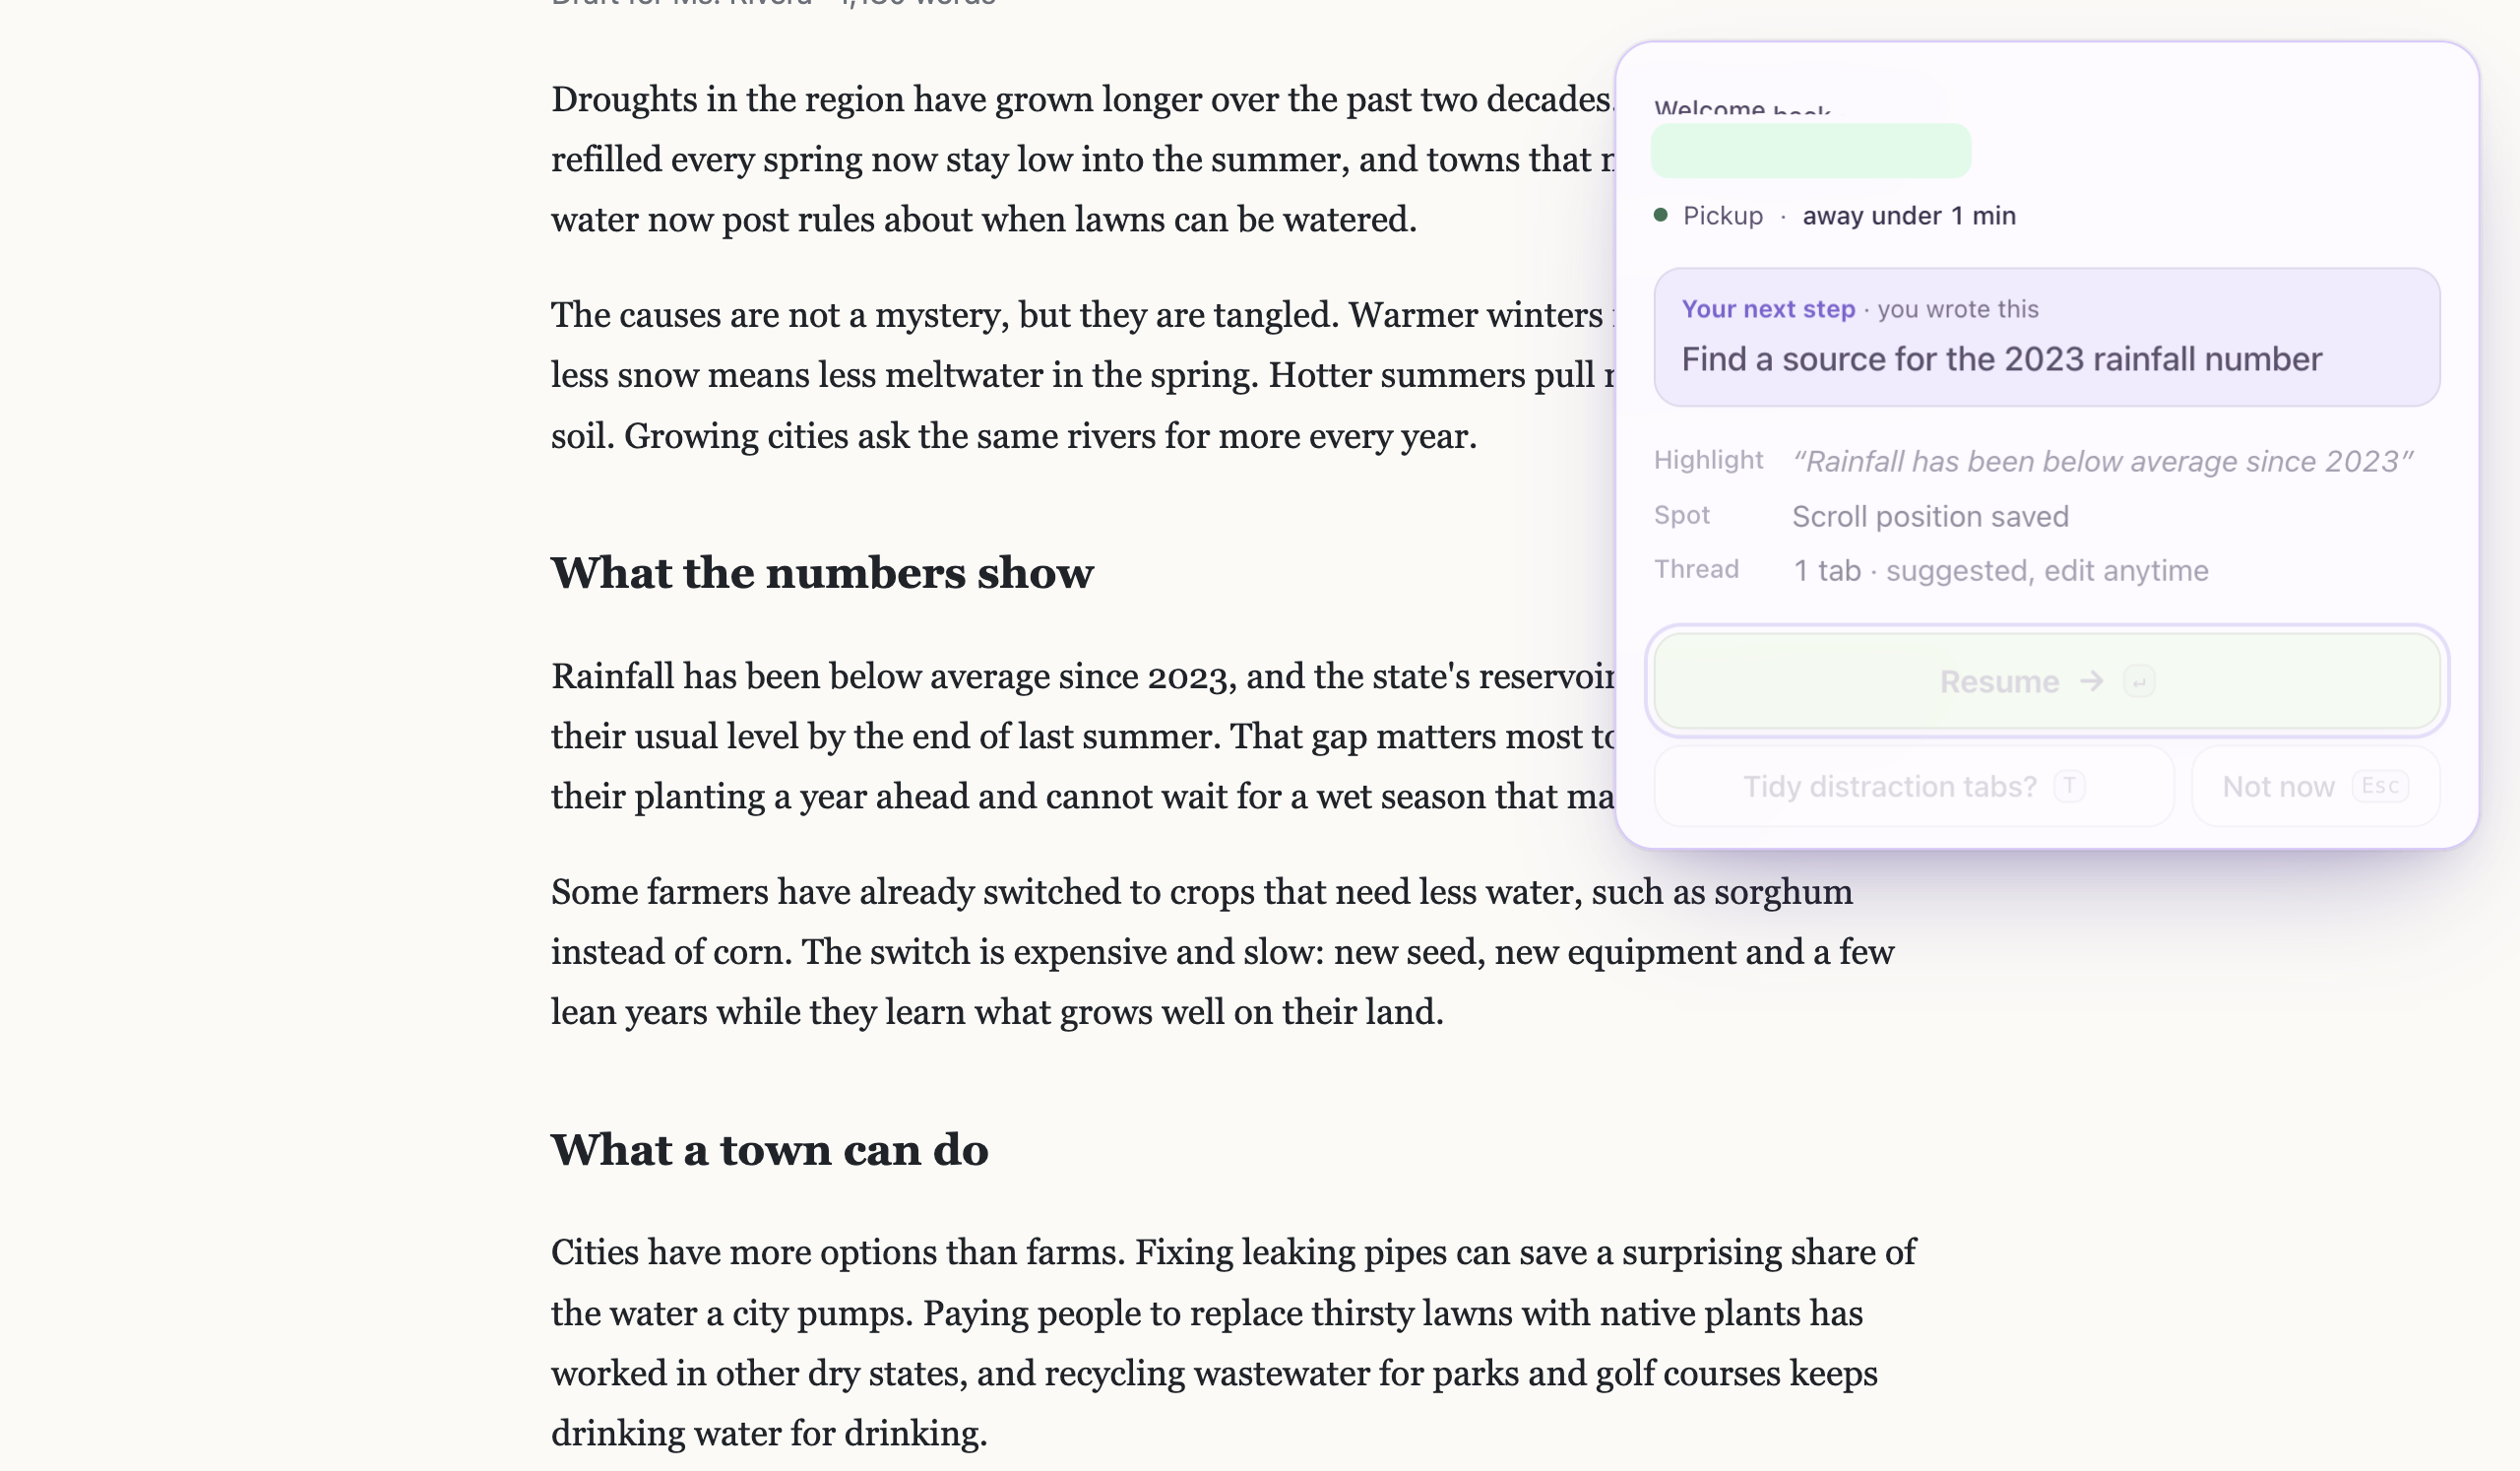 Droughts in the region have grown longer over the past two decades.
refilled every spring now stay low into the summer, and towns that
water now post rules about when lawns can be watered.
The causes are not a mystery, but they are tangled. Warmer winters
less snow means less meltwater in the spring. Hotter summers pull
soil. Growing cities ask the same rivers for more every year.
What the numbers show
Rainfall has been below average since 2023, and the state's
their usual level by the end of last summer. That gap matters most
their planting a year ahead and cannot wait for a wet season that
Some farmers have already switched to crops that need less water, such as sorghum
instead of corn. The switch is expensive and slow: new seed, new equipment and a few
lean years while they learn what grows well on their land.
What a town can do
Cities have more options than farms. Fixing leaking pipes can save a surprising share of
the water a city pumps. Paying people to replace thirsty lawns with native plants has
worked in other dry states, and recycling wastewater for parks and golf courses keeps
drinking water for drinking.
Welcome back
Pickup · away under 1 min
Your next step · you wrote this
Find a source for the 2023 rainfall number
Highlight “Rainfall has been below average since 2023”
Spot Scroll position saved
Thread 1 tab · suggested, edit anytime
Resume → ↵
Tidy distraction tabs? T
Not now Esc